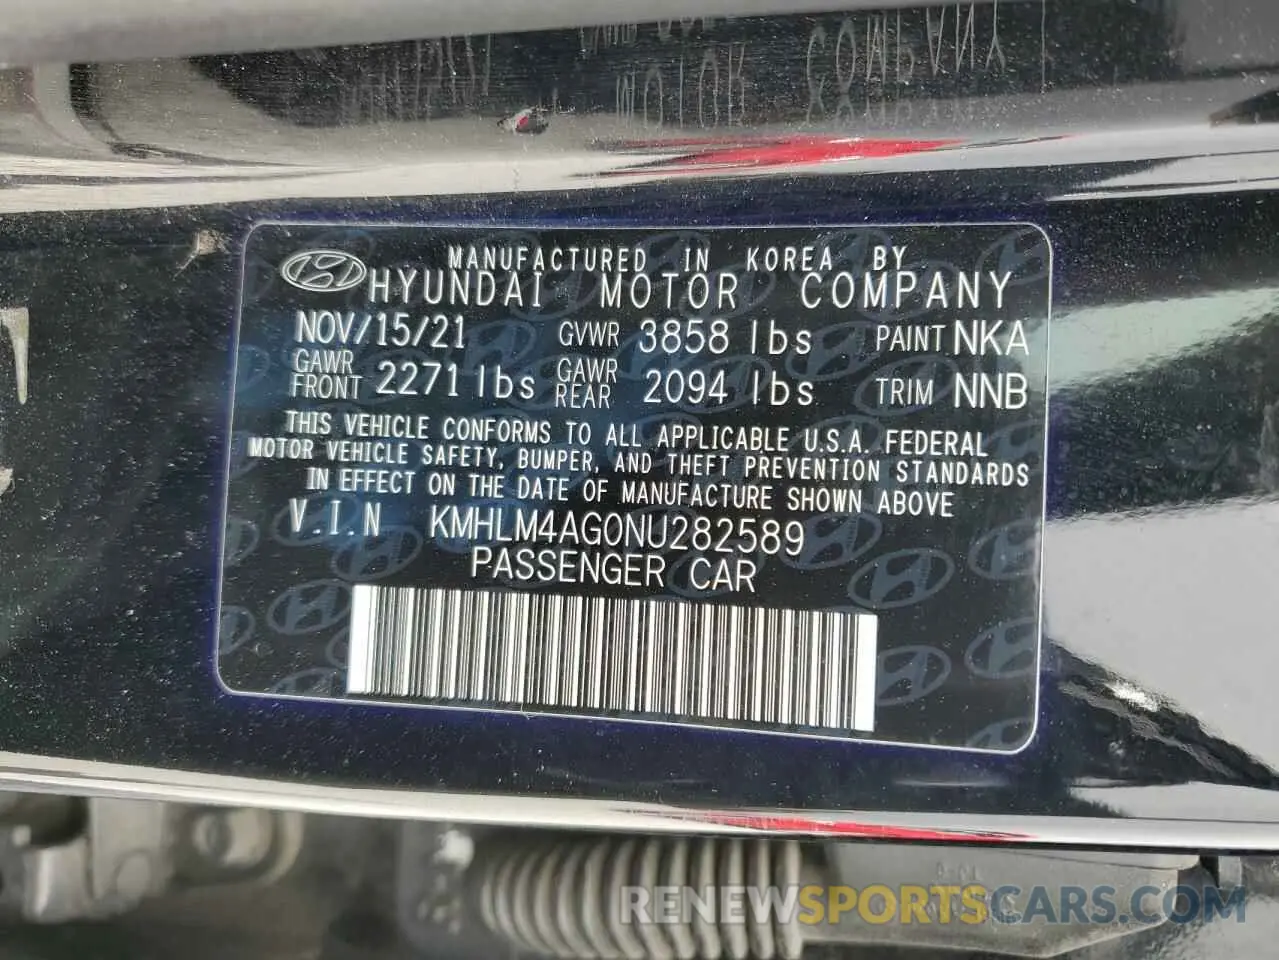 MANUFACTURED IN KOREA BY
HYUNDAI MOTOR COMPANY
NOV/15/21 GVWR 3858 lbs PAINT NKA
GAWR FRONT 2271 lbs GAWR REAR 2094 lbs TRIM NNB
THIS VEHICLE CONFORMS TO ALL APPLICABLE U.S.A. FEDERAL
MOTOR VEHICLE SAFETY, BUMPER, AND THEFT PREVENTION STANDARDS
IN EFFECT ON THE DATE OF MANUFACTURE SHOWN ABOVE
V.I.N KMHLM4AG0NU282589
PASSENGER CAR
RENEWSPORTSCARS.COM